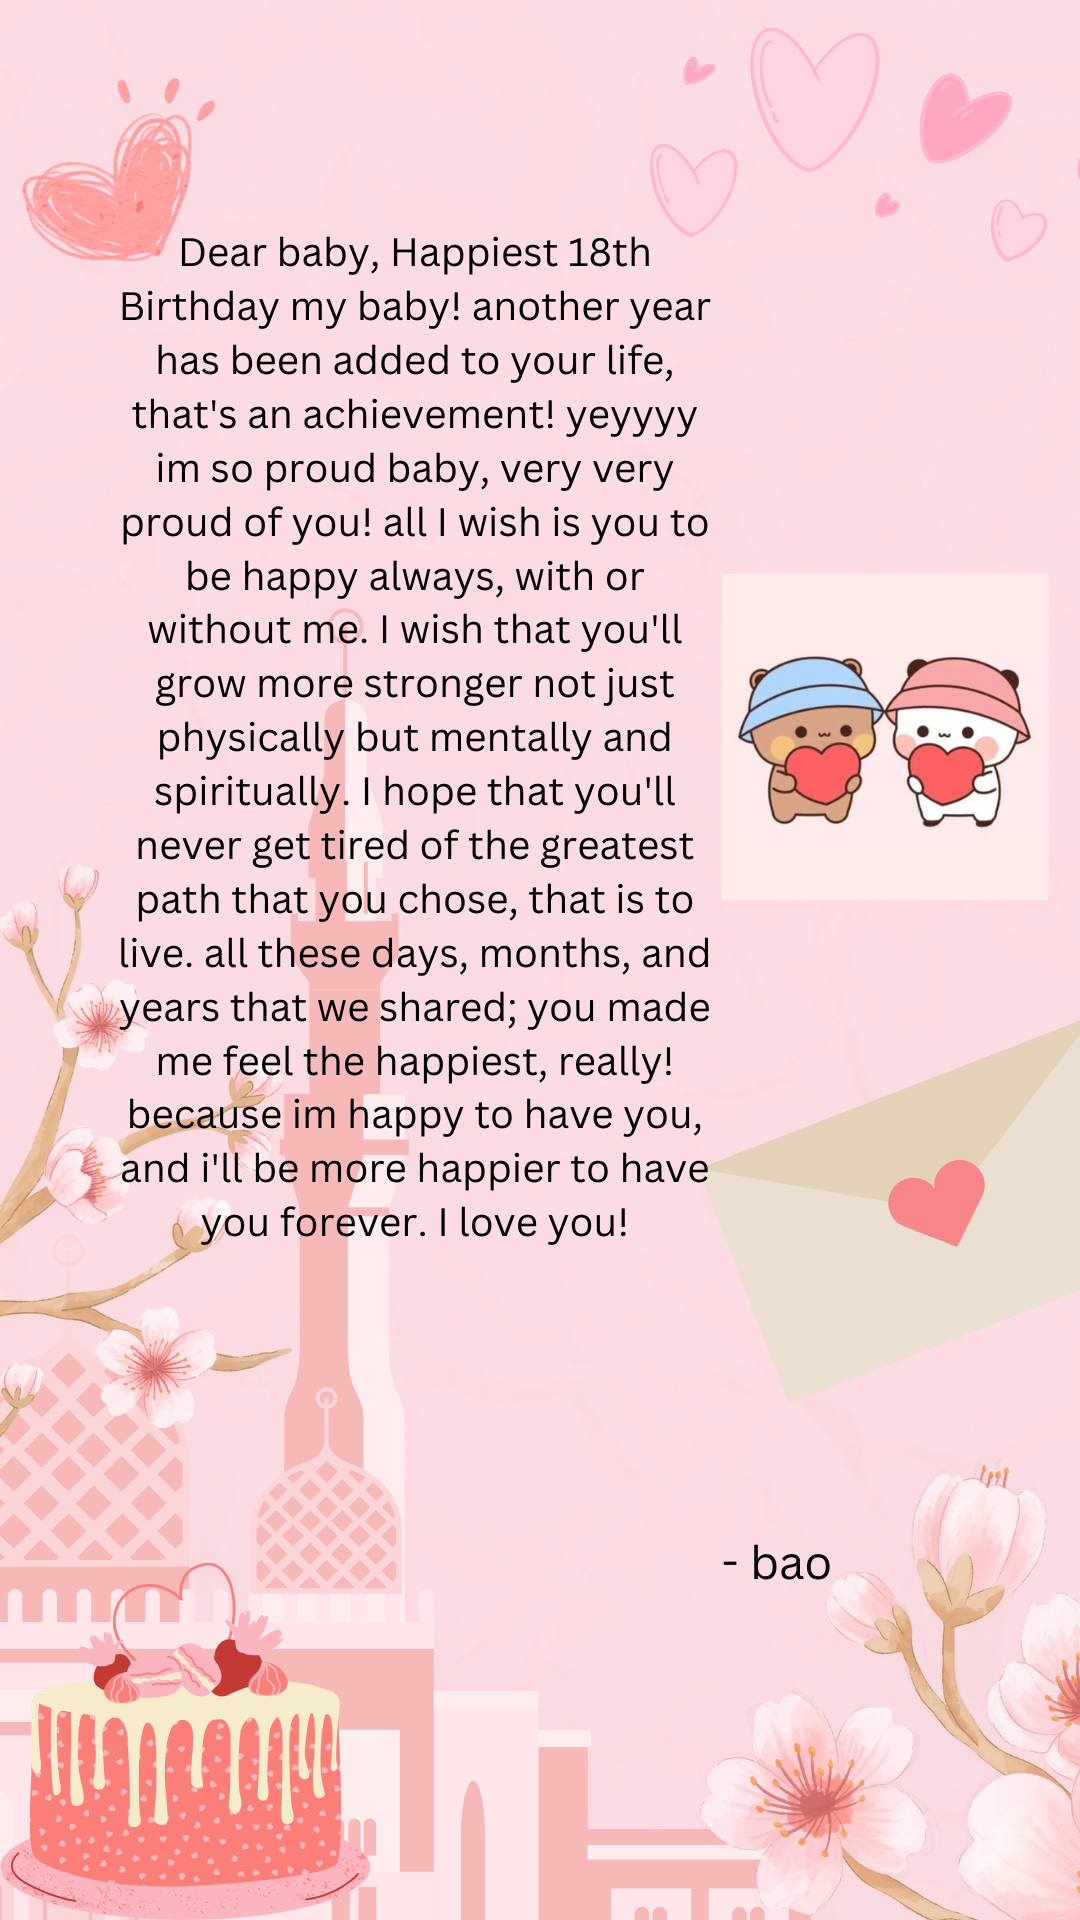 Dear baby, Happiest 18th
Birthday my baby! another year
has been added to your life,
that's an achievement! yeyyyy
im so proud baby, very very
proud of you! all I wish is you to
be happy always, with or
without me. I wish that you'll
grow more stronger not just
physically but mentally and
spiritually. I hope that you'll
never get tired of the greatest
path that you chose, that is to
live. all these days, months, and
years that we shared; you made
me feel the happiest, really!
because im happy to have you,
and i'll be more happier to have
you forever. I love you!
- bao